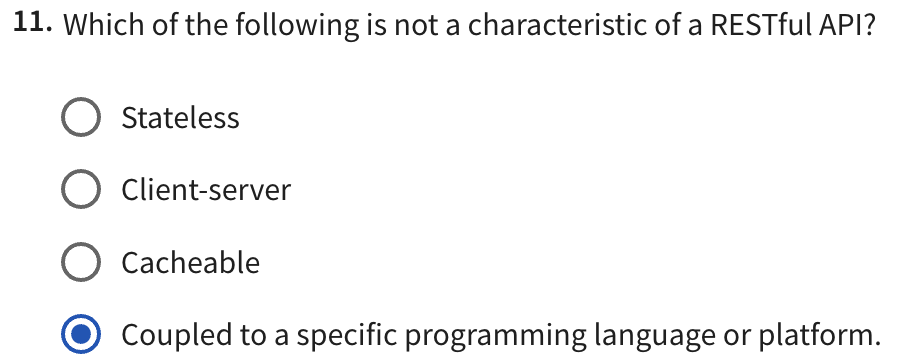 11. Which of the following is not a characteristic of a RESTful API?
Stateless
Client-server
Cacheable
Coupled to a specific programming language or platform.